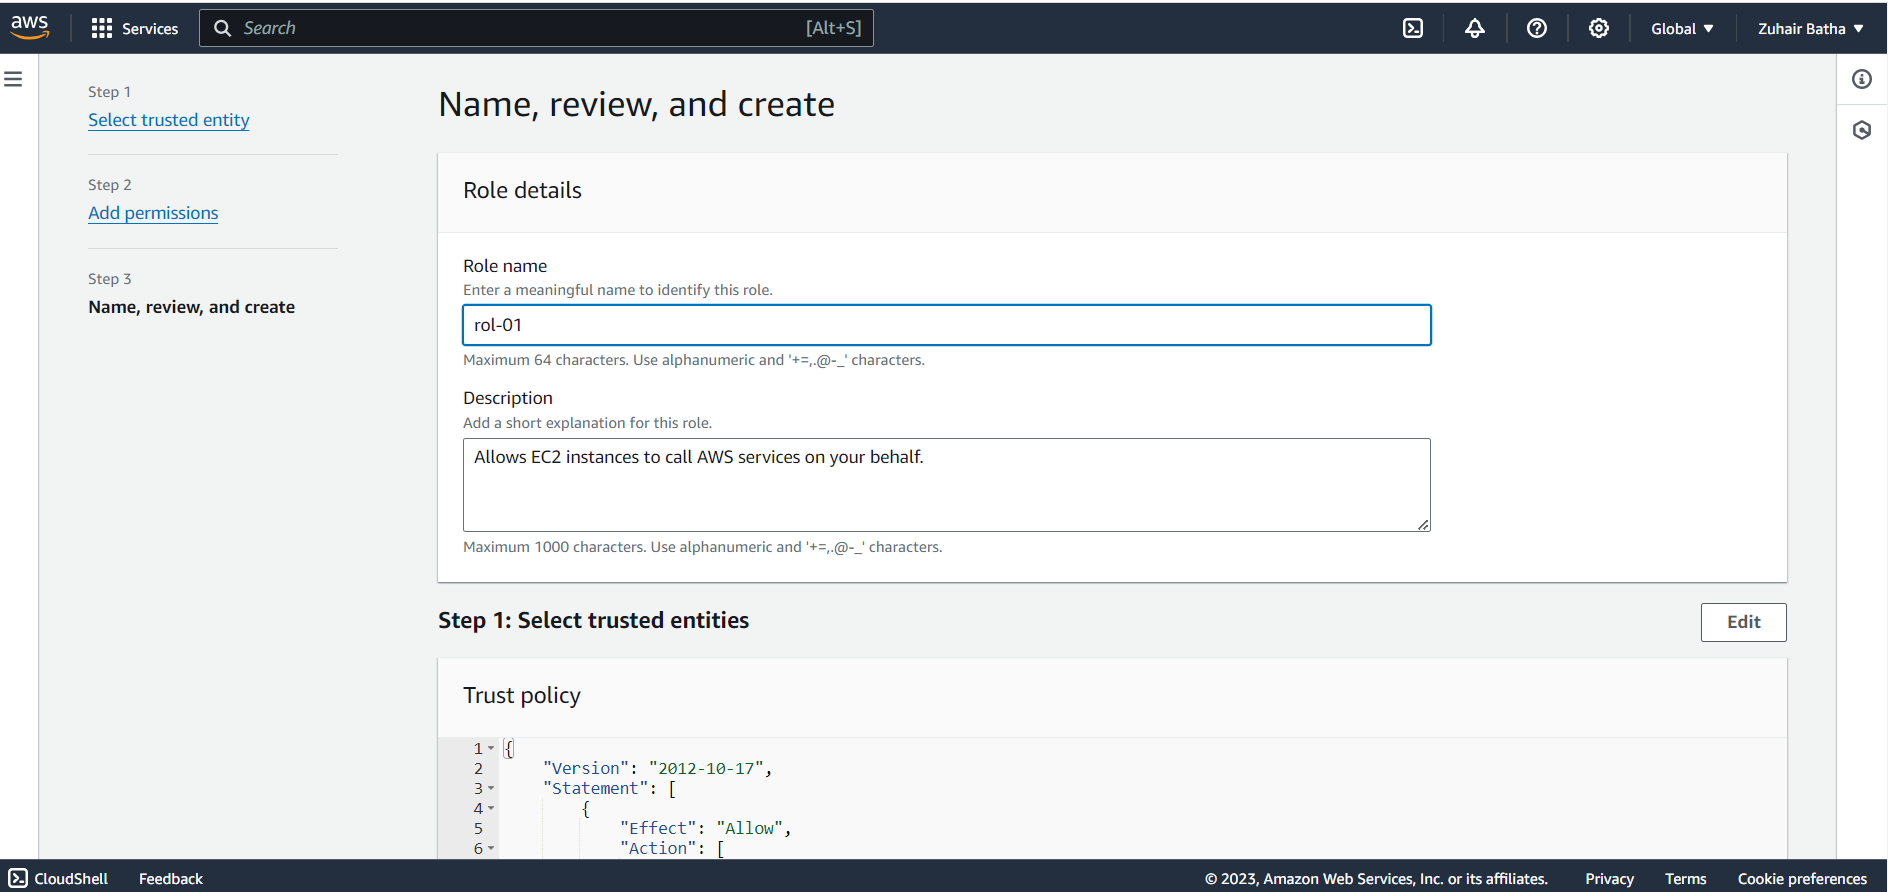 aws
Services
Search
[Alt+S]
Global
Zuhair Batha
Step 1
Select trusted entity
Step 2
Add permissions
Step 3
Name, review, and create
Name, review, and create
Role details
Role name
Enter a meaningful name to identify this role.
rol-01
Maximum 64 characters. Use alphanumeric and '+=,.@-_' characters.
Description
Add a short explanation for this role.
Allows EC2 instances to call AWS services on your behalf.
Maximum 1000 characters. Use alphanumeric and '+=,.@-_' characters.
Step 1: Select trusted entities
Edit
Trust policy
1 {
2 "Version": "2012-10-17",
3 "Statement": [
4 {
5 "Effect": "Allow",
6 "Action": [
CloudShell
Feedback
© 2023, Amazon Web Services, Inc. or its affiliates.
Privacy
Terms
Cookie preferences